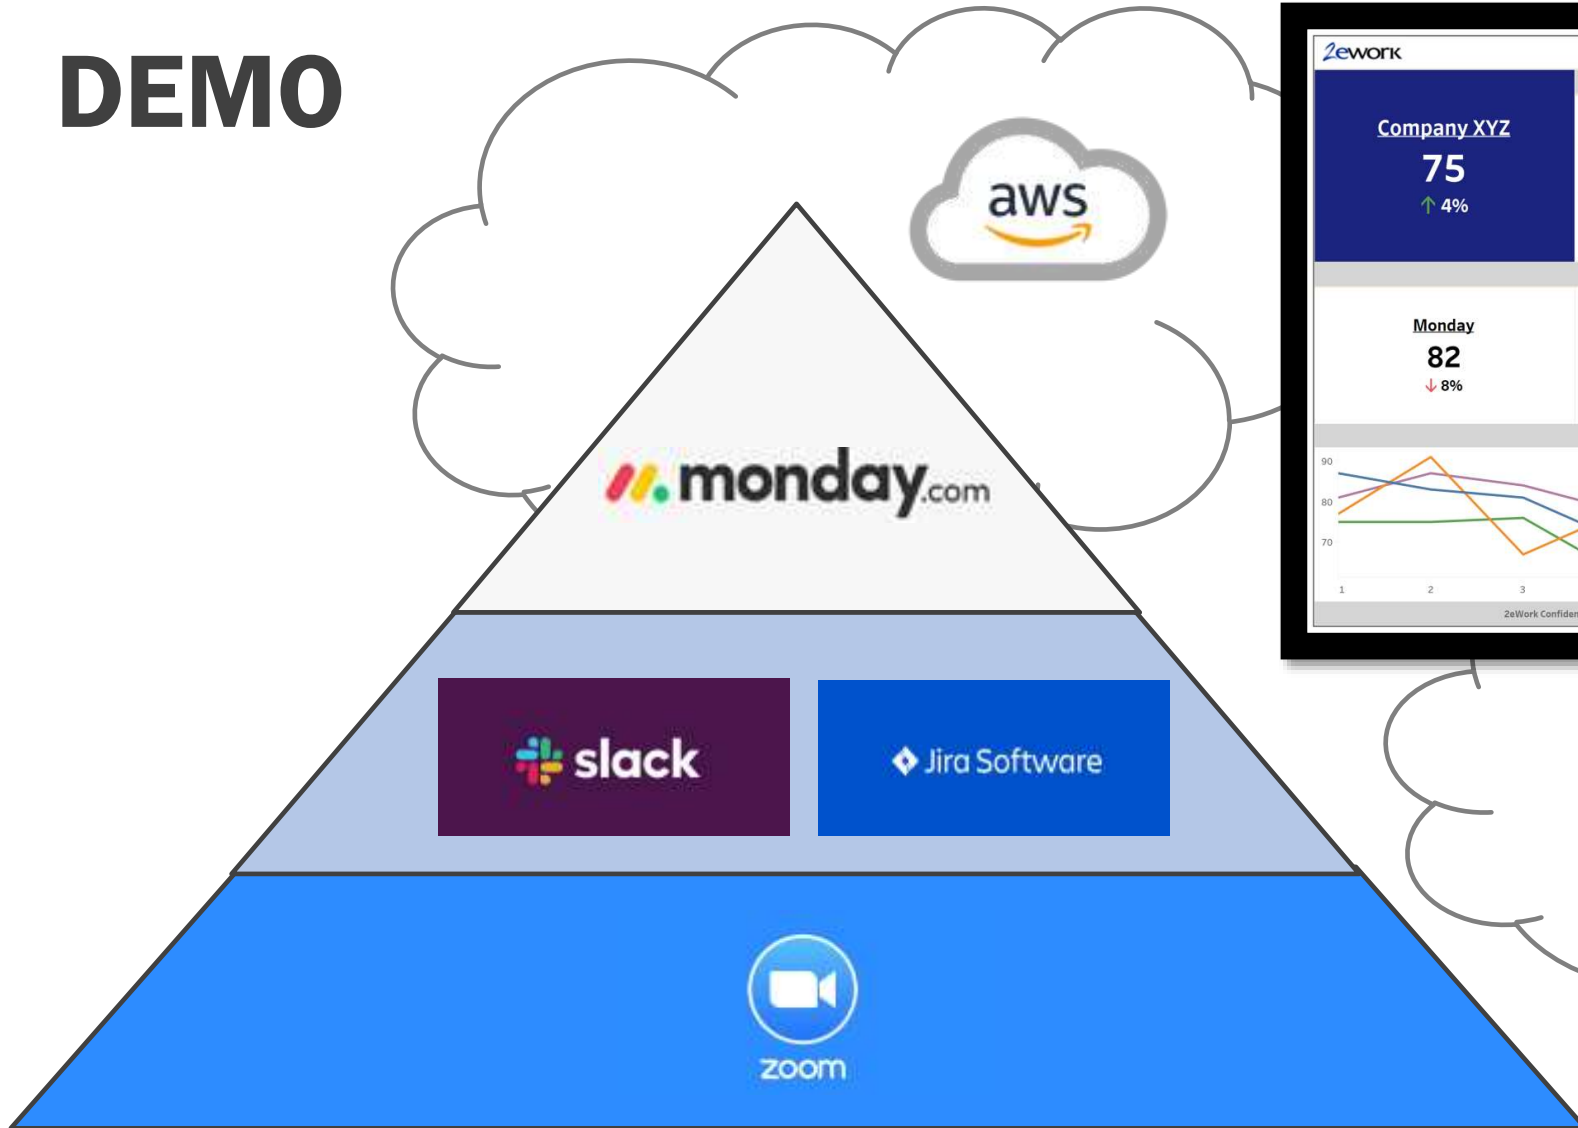 DEMO
aws
monday.com
slack
Jira Software
zoom
2ework
Company XYZ
75
↑ 4%
Monday
82
↓ 8%
90
80
70
1 2 3
2eWork